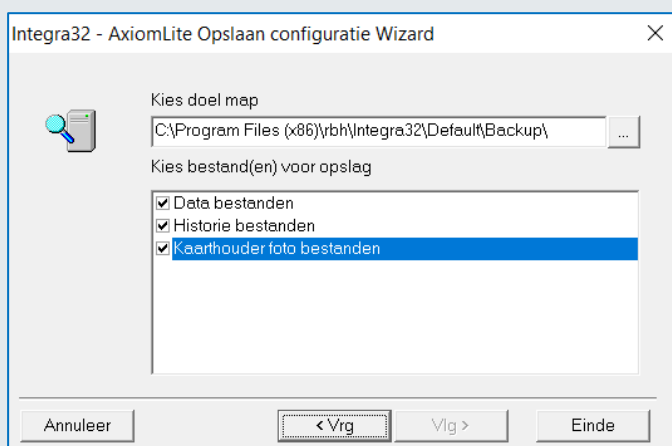 Integra32 - AxiomLite Opslaan configuratie Wizard
Kies doel map
C:\Program Files (x86)\rbh\Integra32\Default\Backup\
...
Kies bestand(en) voor opslag
Data bestanden
Historie bestanden
Kaarthouder foto bestanden
Annuleer
< Vrg
Vlg >
Einde